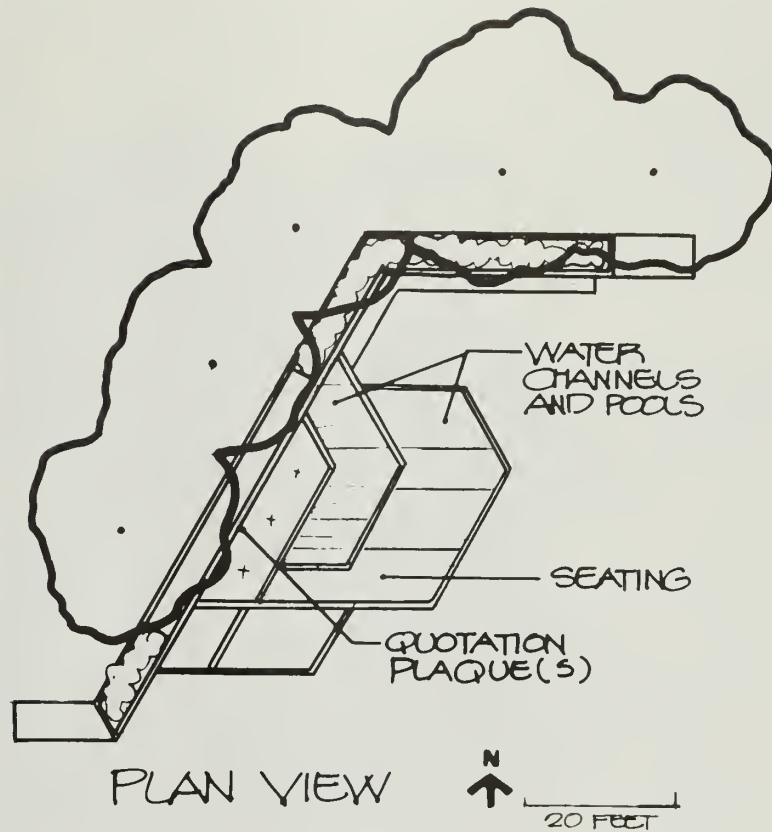 WATER
CHANNELS
AND POOLS
SEATING
QUOTATION
PLAQUE(S)
PLAN VIEW
N
20 FEET